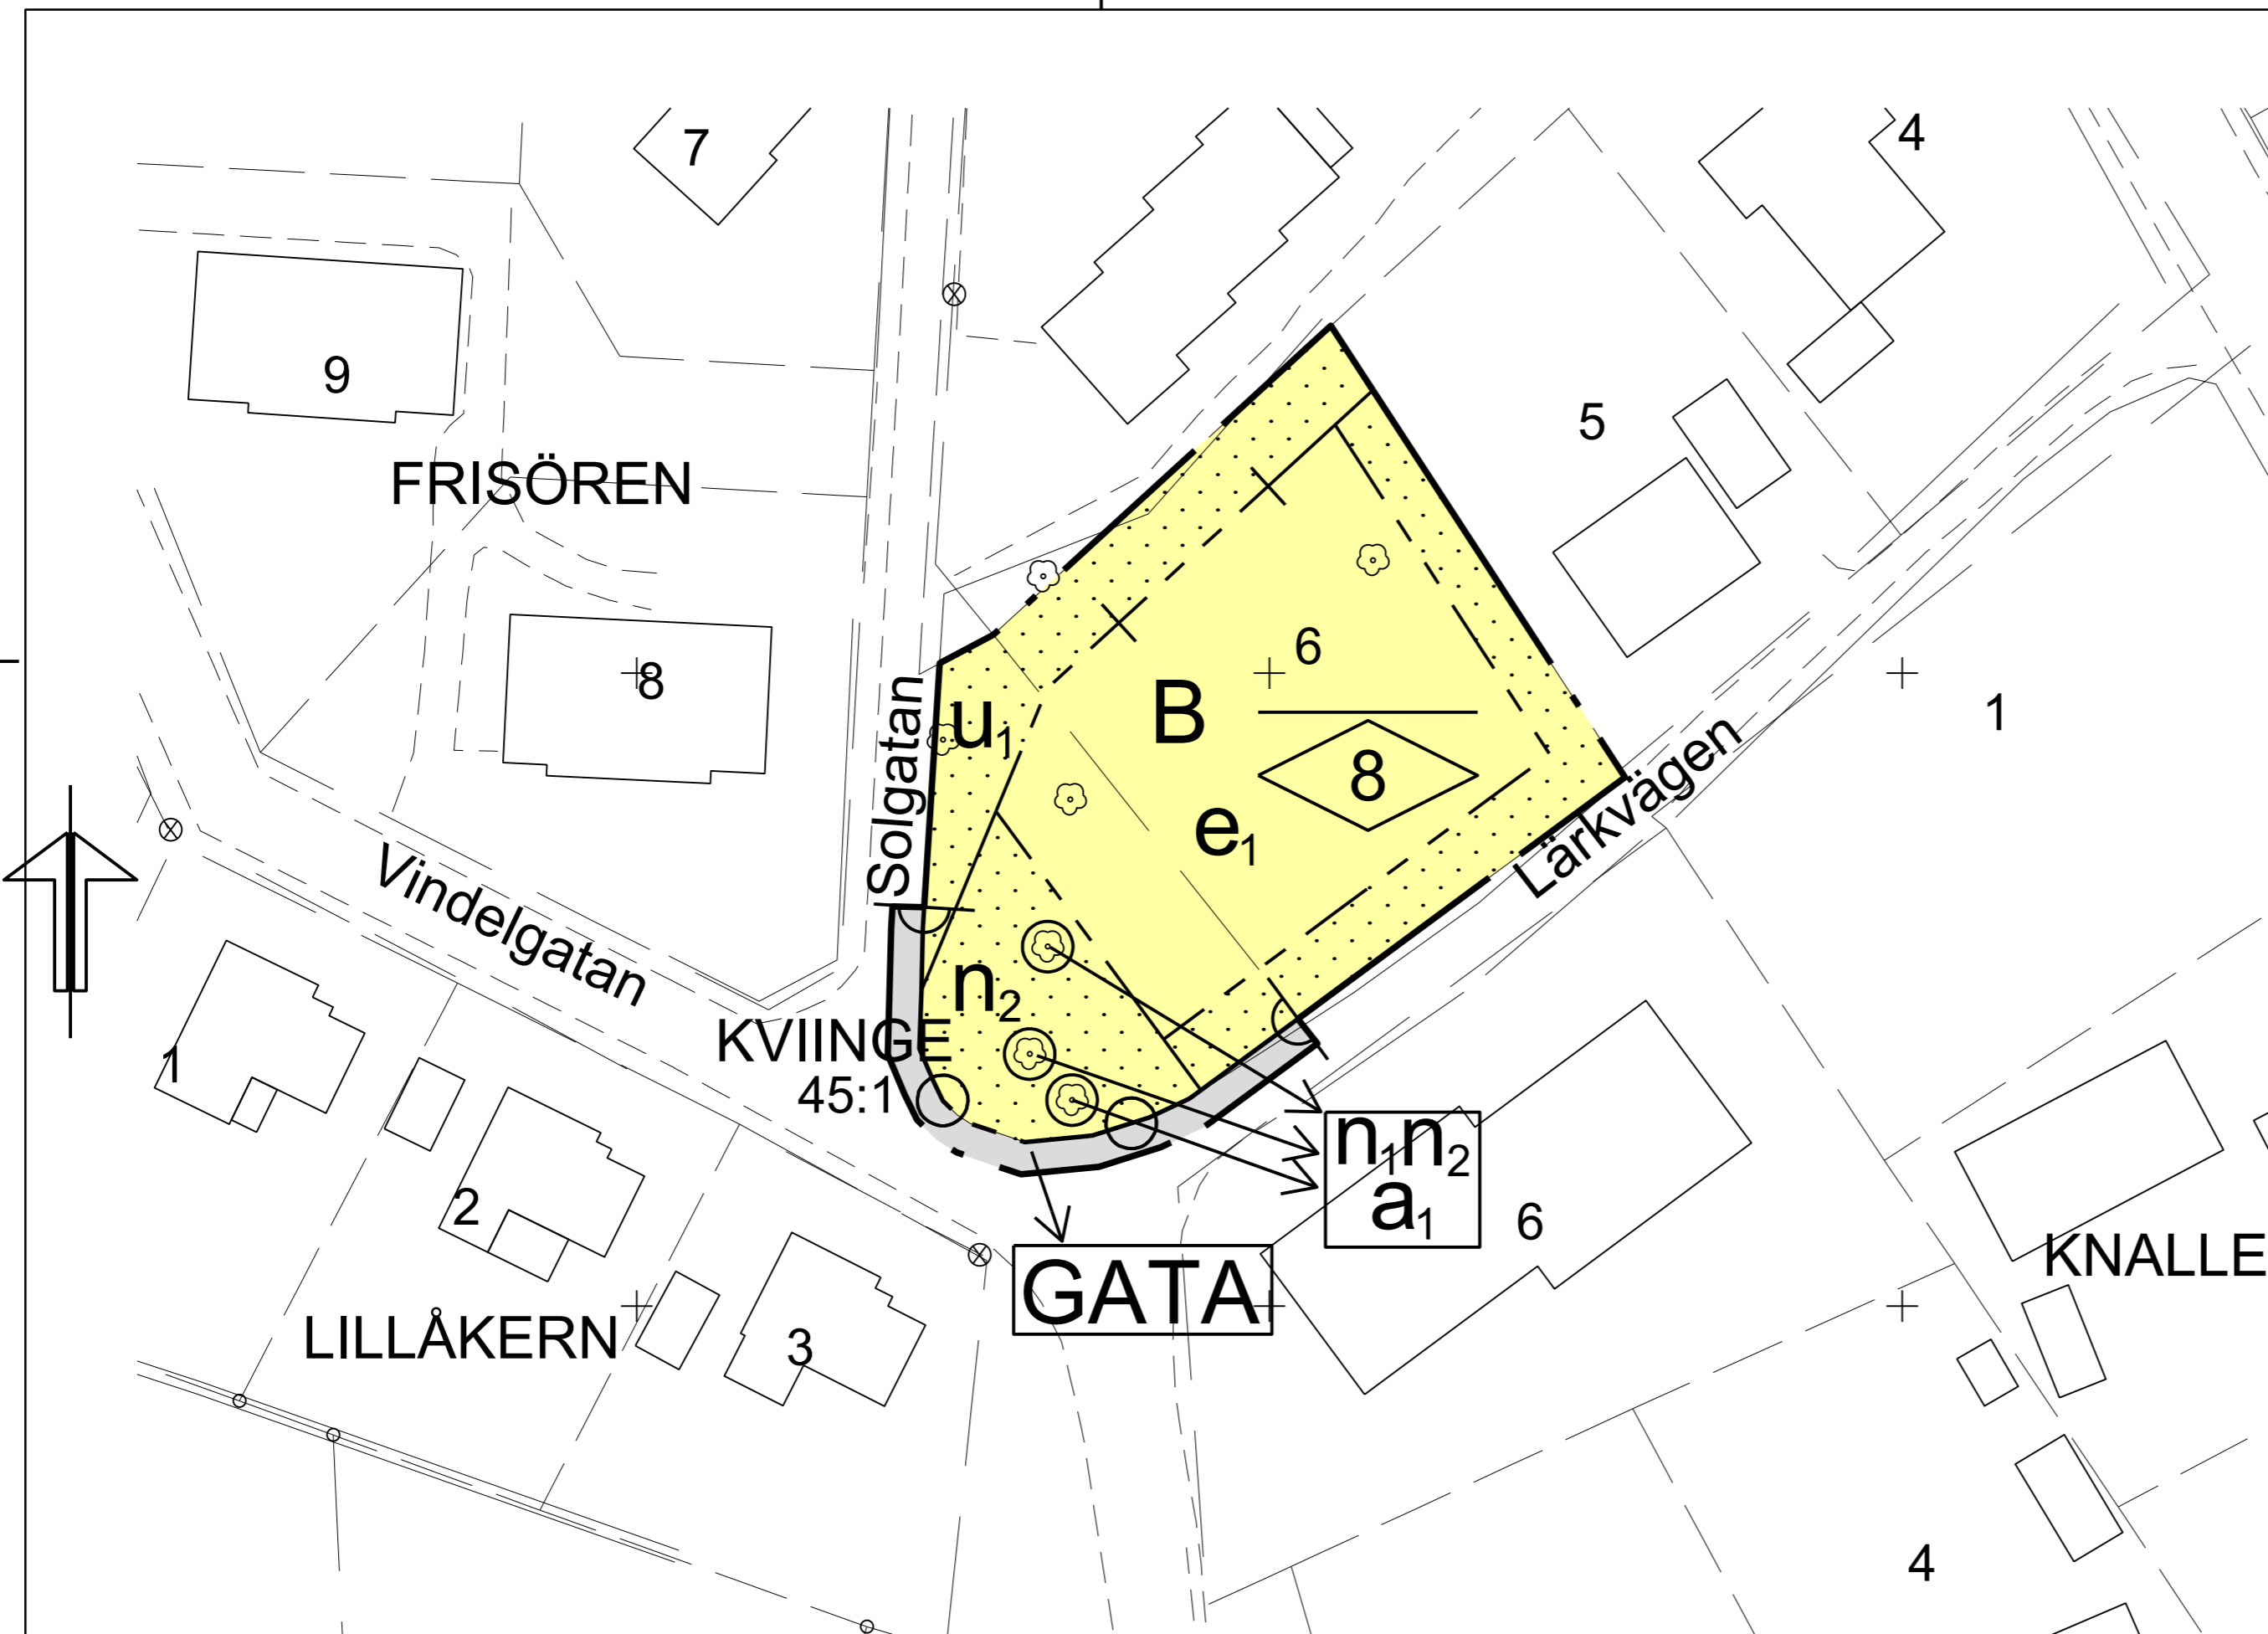 7
4
9
5
FRISÖREN
6
8
u1
B
1
Solgatan
8
Lärkvägen
e1
Vindelgatan
n2
KVIINGE
45:1
1
n1n2
a1
2
6
KNALLE
GATA
LILLÅKERN
3
4